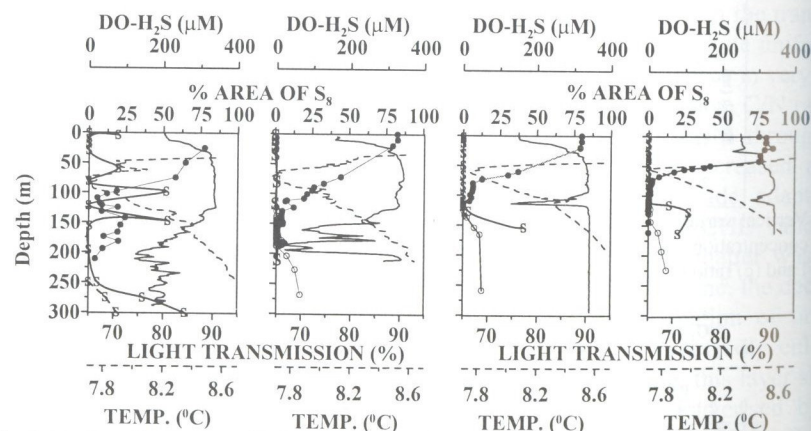 DO-H₂S (µM) DO-H₂S (µM) DO-H₂S (µM) DO-H₂S (µM)
0 200 400 0 200 400 0 200 400 0 200 400
% AREA OF S₈ % AREA OF S₈
0 25 50 75 100 0 25 50 75 100 0 25 50 75 100 0 25 50 75 100
Depth (m)
0
50
100
150
200
250
300
S S S S S S S S S S S S S S S
70 80 90 70 80 90 70 80 90 70 80 90
LIGHT TRANSMISSION (%) LIGHT TRANSMISSION (%)
7.8 8.2 8.6 7.8 8.2 8.6 7.8 8.2 8.6 7.8 8.2 8.6
TEMP. (⁰C) TEMP. (⁰C) TEMP. (⁰C) TEMP. (⁰C)